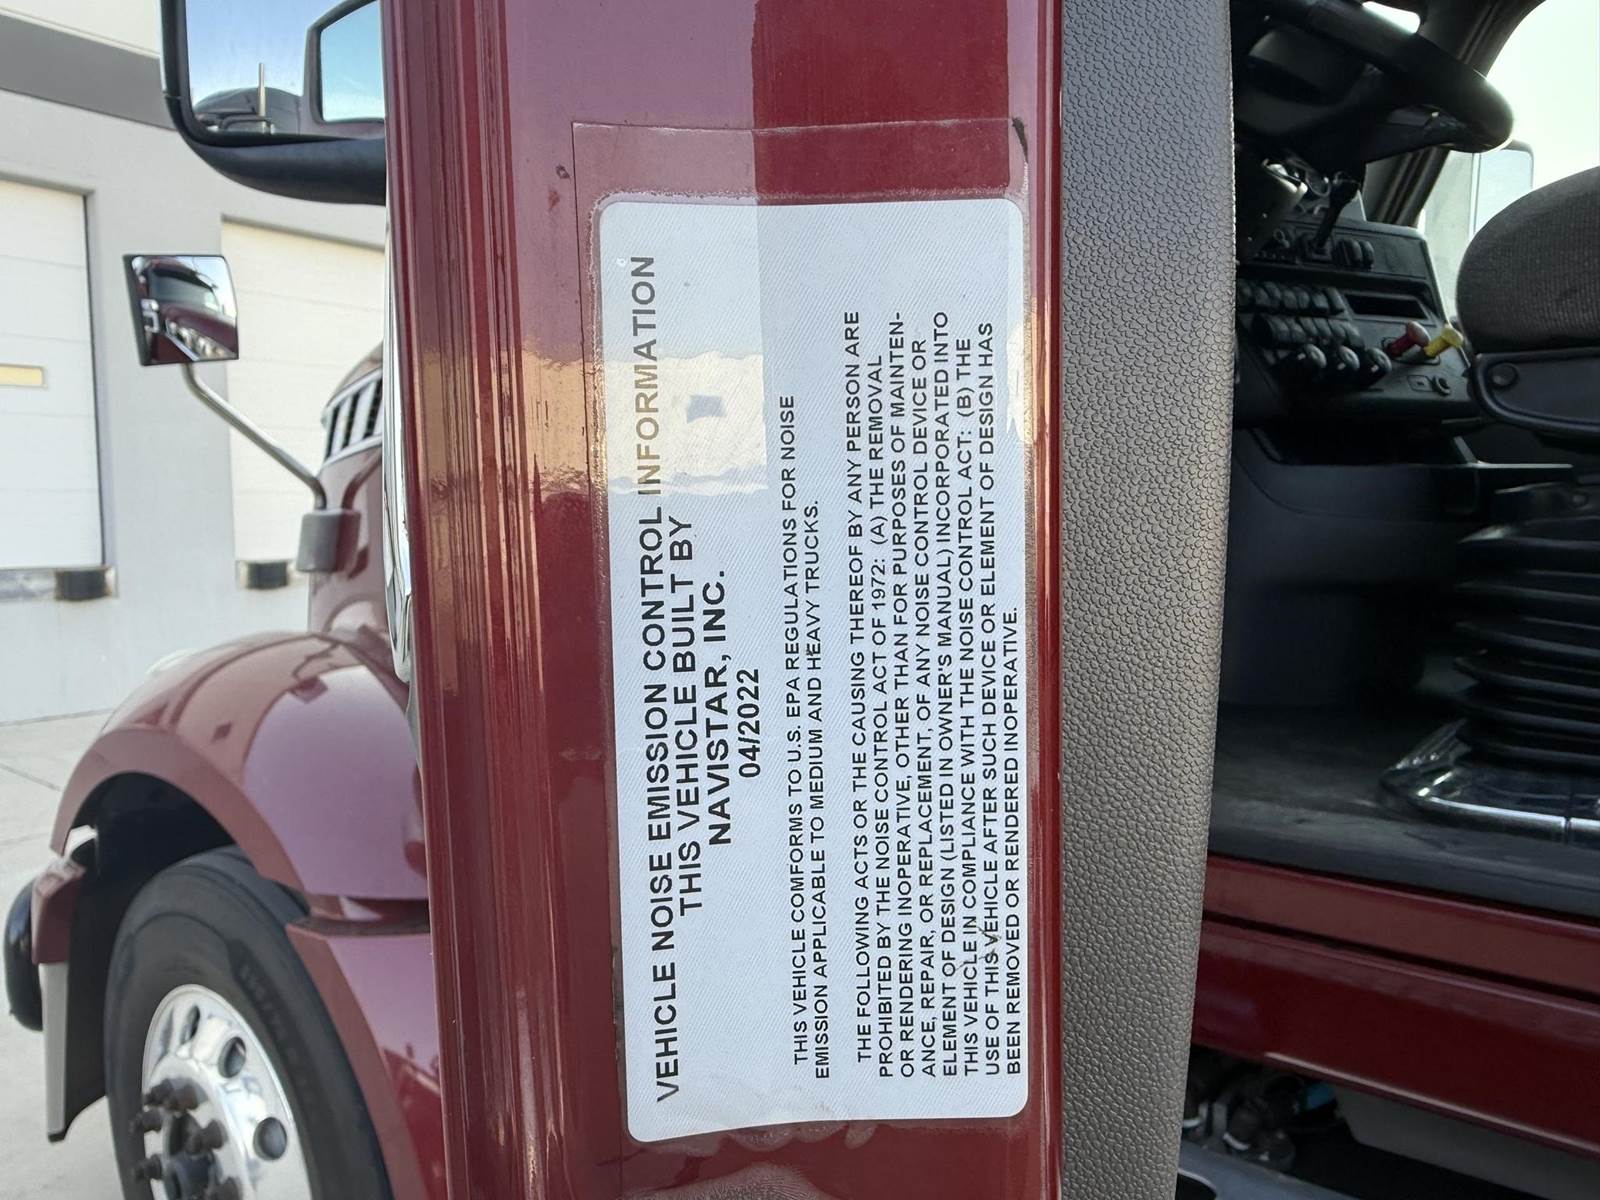 VEHICLE NOISE EMISSION CONTROL INFORMATION
THIS VEHICLE BUILT BY
NAVISTAR, INC.
04/2022
THIS VEHICLE COMFORMS TO U.S. EPA REGULATIONS FOR NOISE
EMISSION APPLICABLE TO MEDIUM AND HEAVY TRUCKS.
THE FOLLOWING ACTS OR THE CAUSING THEREOF BY ANY PERSON ARE
PROHIBITED BY THE NOISE CONTROL ACT OF 1972: (A) THE REMOVAL
OR RENDERING INOPERATIVE, OTHER THAN FOR PURPOSES OF MAINTEN-
ANCE, REPAIR, OR REPLACEMENT, OF ANY NOISE CONTROL DEVICE OR
ELEMENT OF DESIGN (LISTED IN OWNER'S MANUAL) INCORPORATED INTO
THIS VEHICLE IN COMPLIANCE WITH THE NOISE CONTROL ACT: (B) THE
USE OF THIS VEHICLE AFTER SUCH DEVICE OR ELEMENT OF DESIGN HAS
BEEN REMOVED OR RENDERED INOPERATIVE.